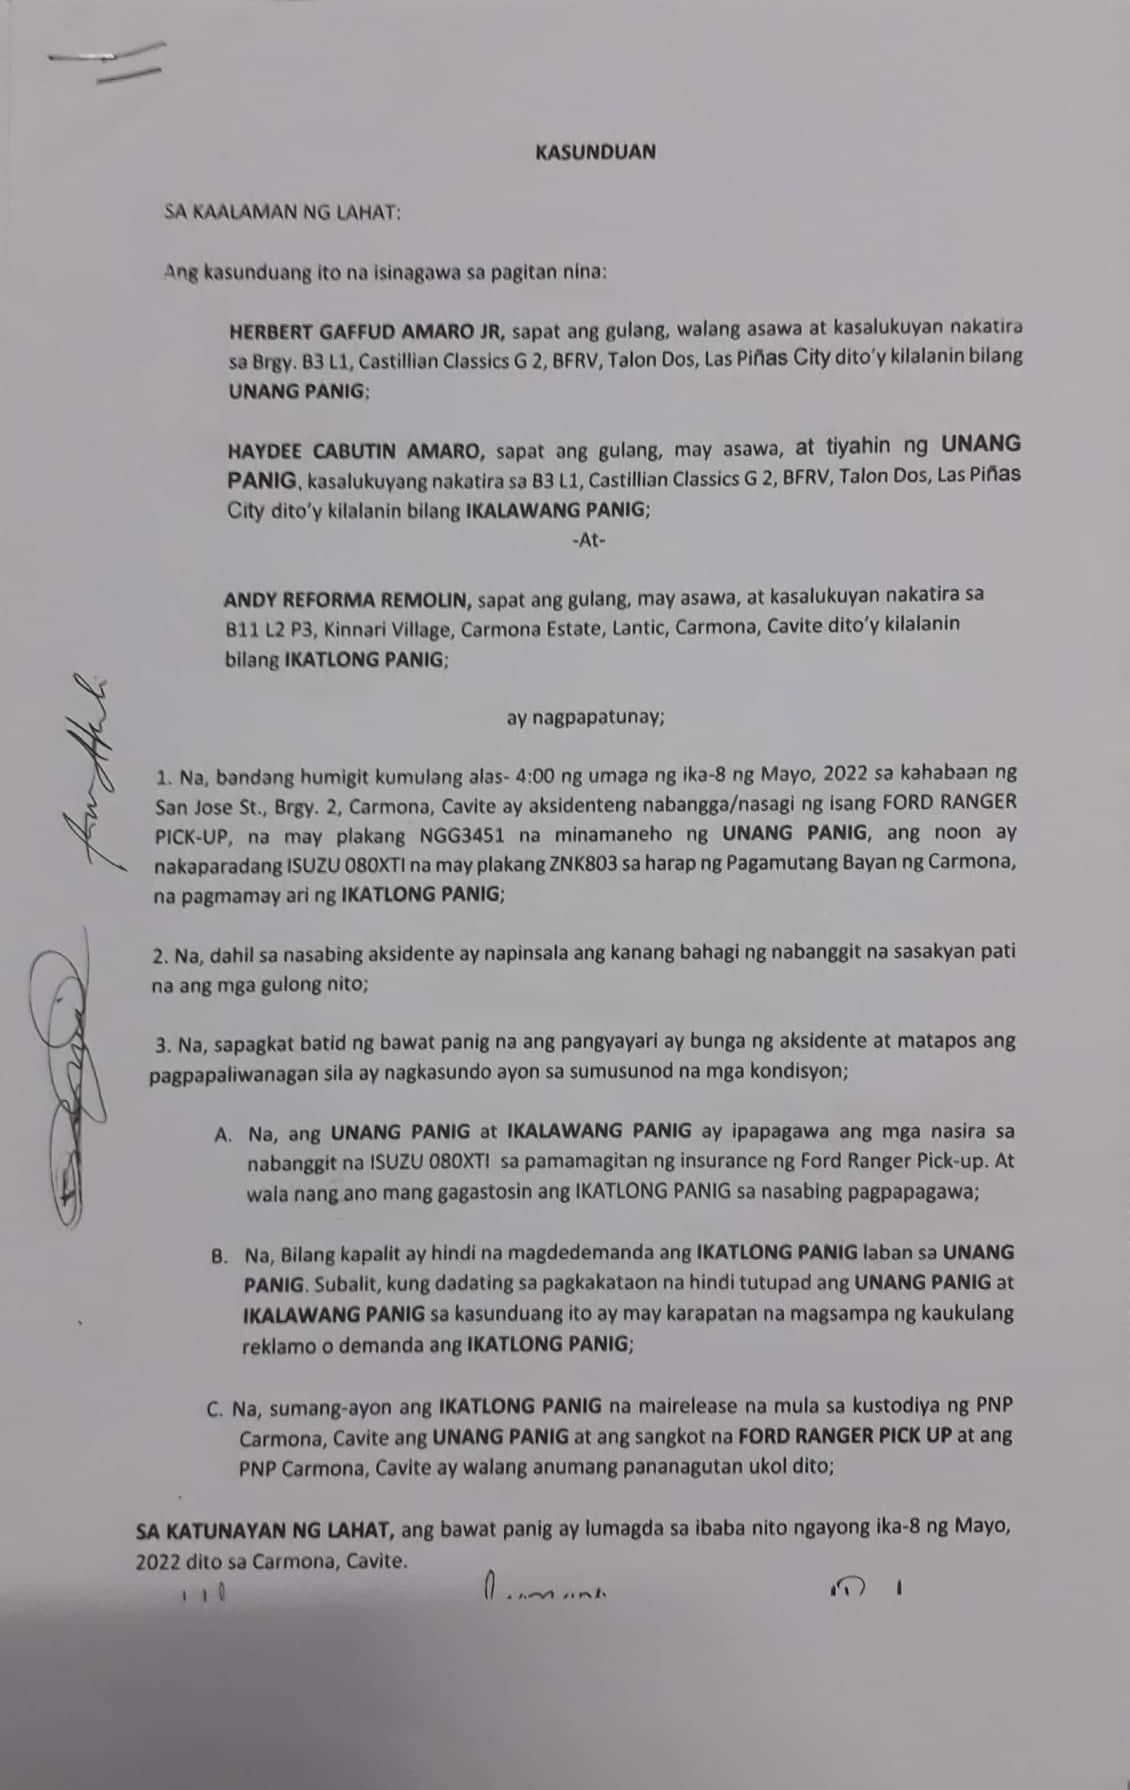 KASUNDUAN
SA KAALAMAN NG LAHAT:
Ang kasunduang ito na isinagawa sa pagitan nina:
HERBERT GAFFUD AMARO JR, sapat ang gulang, walang asawa at kasalukuyan nakatira
sa Brgy. B3 L1, Castillian Classics G 2, BFRV, Talon Dos, Las Piñas City dito'y kilalanin bilang
UNANG PANIG;
HAYDEE CABUTIN AMARO, sapat ang gulang, may asawa, at tiyahin ng UNANG
PANIG, kasalukuyang nakatira sa B3 L1, Castillian Classics G 2, BFRV, Talon Dos, Las Piñas
City dito'y kilalanin bilang IKALAWANG PANIG;
-At-
ANDY REFORMA REMOLIN, sapat ang gulang, may asawa, at kasalukuyan nakatira sa
B11 L2 P3, Kinnari Village, Carmona Estate, Lantic, Carmona, Cavite dito'y kilalanin
bilang IKATLONG PANIG;
ay nagpapatunay;
1. Na, bandang humigit kumulang alas- 4:00 ng umaga ng ika-8 ng Mayo, 2022 sa kahabaan ng
San Jose St., Brgy. 2, Carmona, Cavite ay aksidenteng nabangga/nasagi ng isang FORD RANGER
PICK-UP, na may plakang NGG3451 na minamaneho ng UNANG PANIG, ang noon ay
nakaparadang ISUZU 080XTI na may plakang ZNK803 sa harap ng Pagamutang Bayan ng Carmona,
na pagmamay ari ng IKATLONG PANIG;
2. Na, dahil sa nasabing aksidente ay napinsala ang kanang bahagi ng nabanggit na sasakyan pati
na ang mga gulong nito;
3. Na, sapagkat batid ng bawat panig na ang pangyayari ay bunga ng aksidente at matapos ang
pagpapaliwanagan sila ay nagkasundo ayon sa sumusunod na mga kondisyon;
A. Na, ang UNANG PANIG at IKALAWANG PANIG ay ipapagawa ang mga nasira sa
nabanggit na ISUZU 080XTI sa pamamagitan ng insurance ng Ford Ranger Pick-up. At
wala nang ano mang gagastosin ang IKATLONG PANIG sa nasabing pagpapagawa;
B. Na, Bilang kapalit ay hindi na magdedemanda ang IKATLONG PANIG laban sa UNANG
PANIG. Subalit, kung dadating sa pagkakataon na hindi tutupad ang UNANG PANIG at
IKALAWANG PANIG sa kasunduang ito ay may karapatan na magsampa ng kaukulang
reklamo o demanda ang IKATLONG PANIG;
C. Na, sumang-ayon ang IKATLONG PANIG na mairelease na mula sa kustodiya ng PNP
Carmona, Cavite ang UNANG PANIG at ang sangkot na FORD RANGER PICK UP at ang
PNP Carmona, Cavite ay walang anumang pananagutan ukol dito;
SA KATUNAYAN NG LAHAT, ang bawat panig ay lumagda sa ibaba nito ngayong ika-8 ng Mayo,
2022 dito sa Carmona, Cavite.